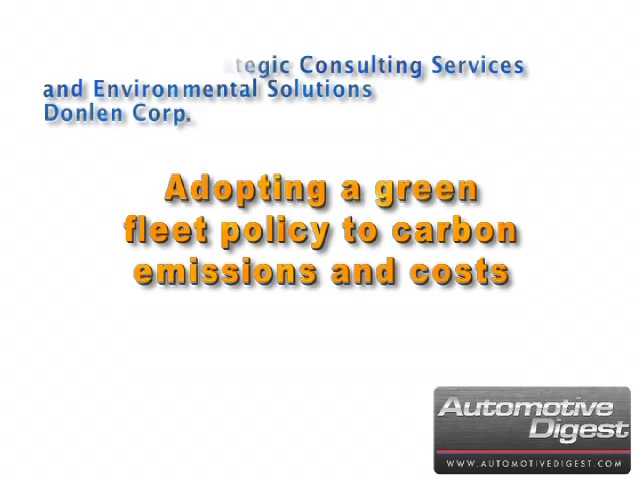 tegic Consulting Services
and Environmental Solutions
Donlen Corp.
Adopting a green
fleet policy to carbon
emissions and costs
Automotive
Digest
WWW.AUTOMOTIVEDIGEST.COM